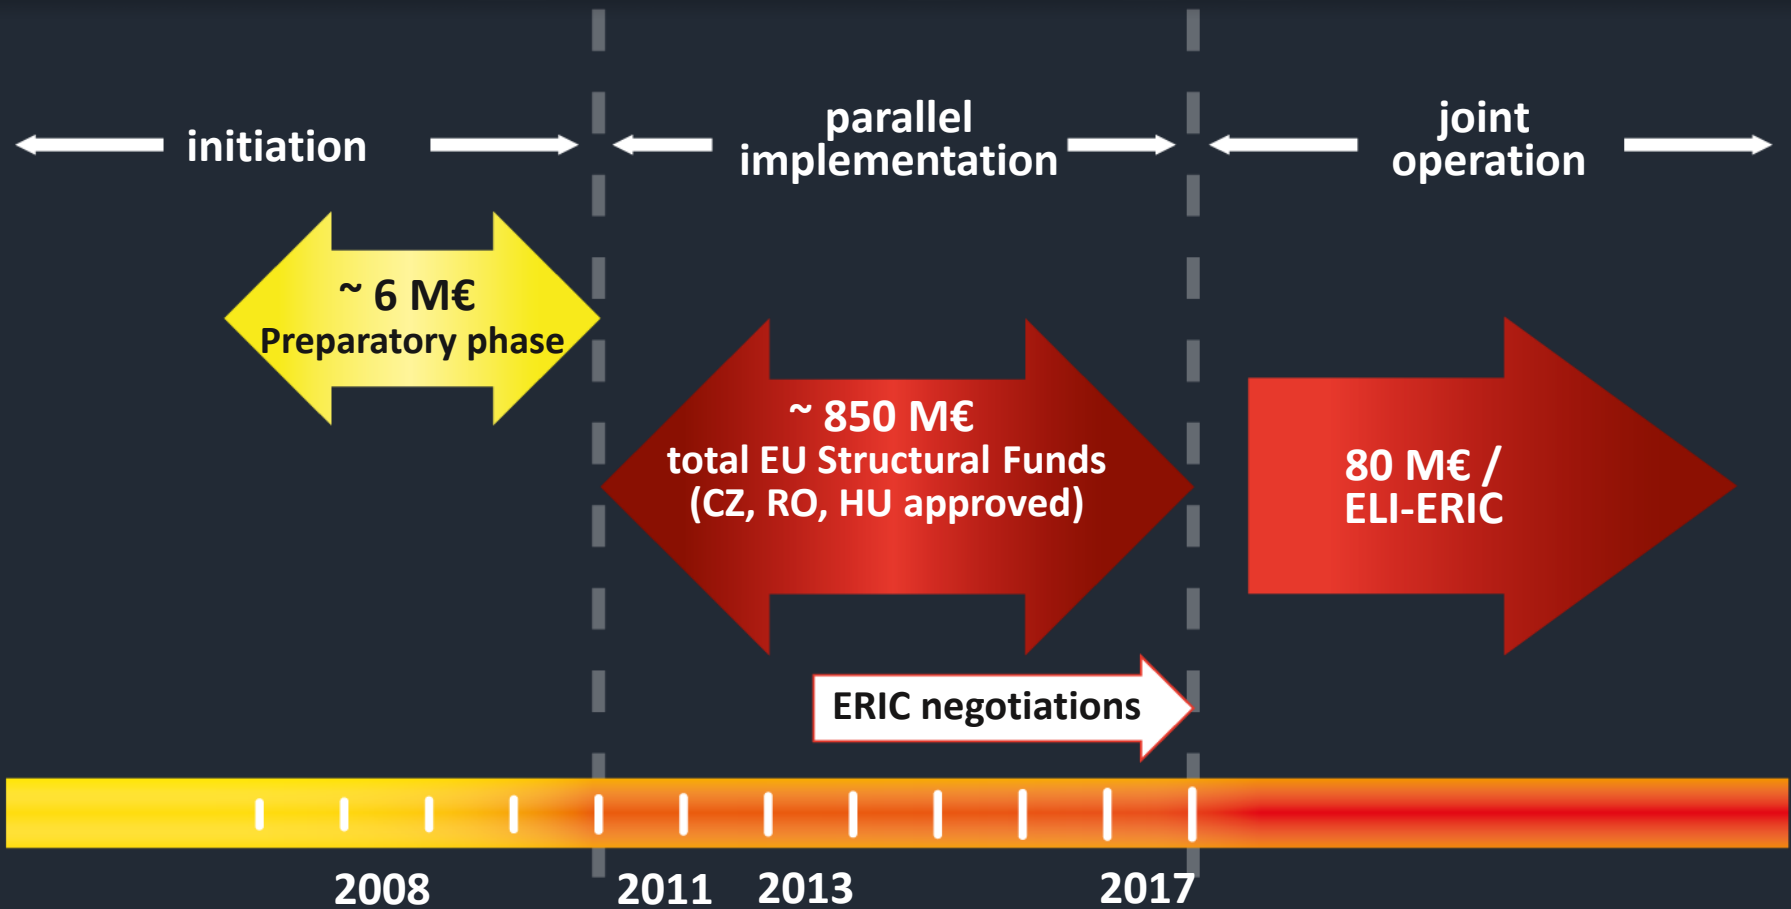 initiation
parallel
implementation
joint
operation
~ 6 M€
Preparatory phase
~ 850 M€
total EU Structural Funds
(CZ, RO, HU approved)
80 M€ /
ELI-ERIC
ERIC negotiations
2008
2011
2013
2017